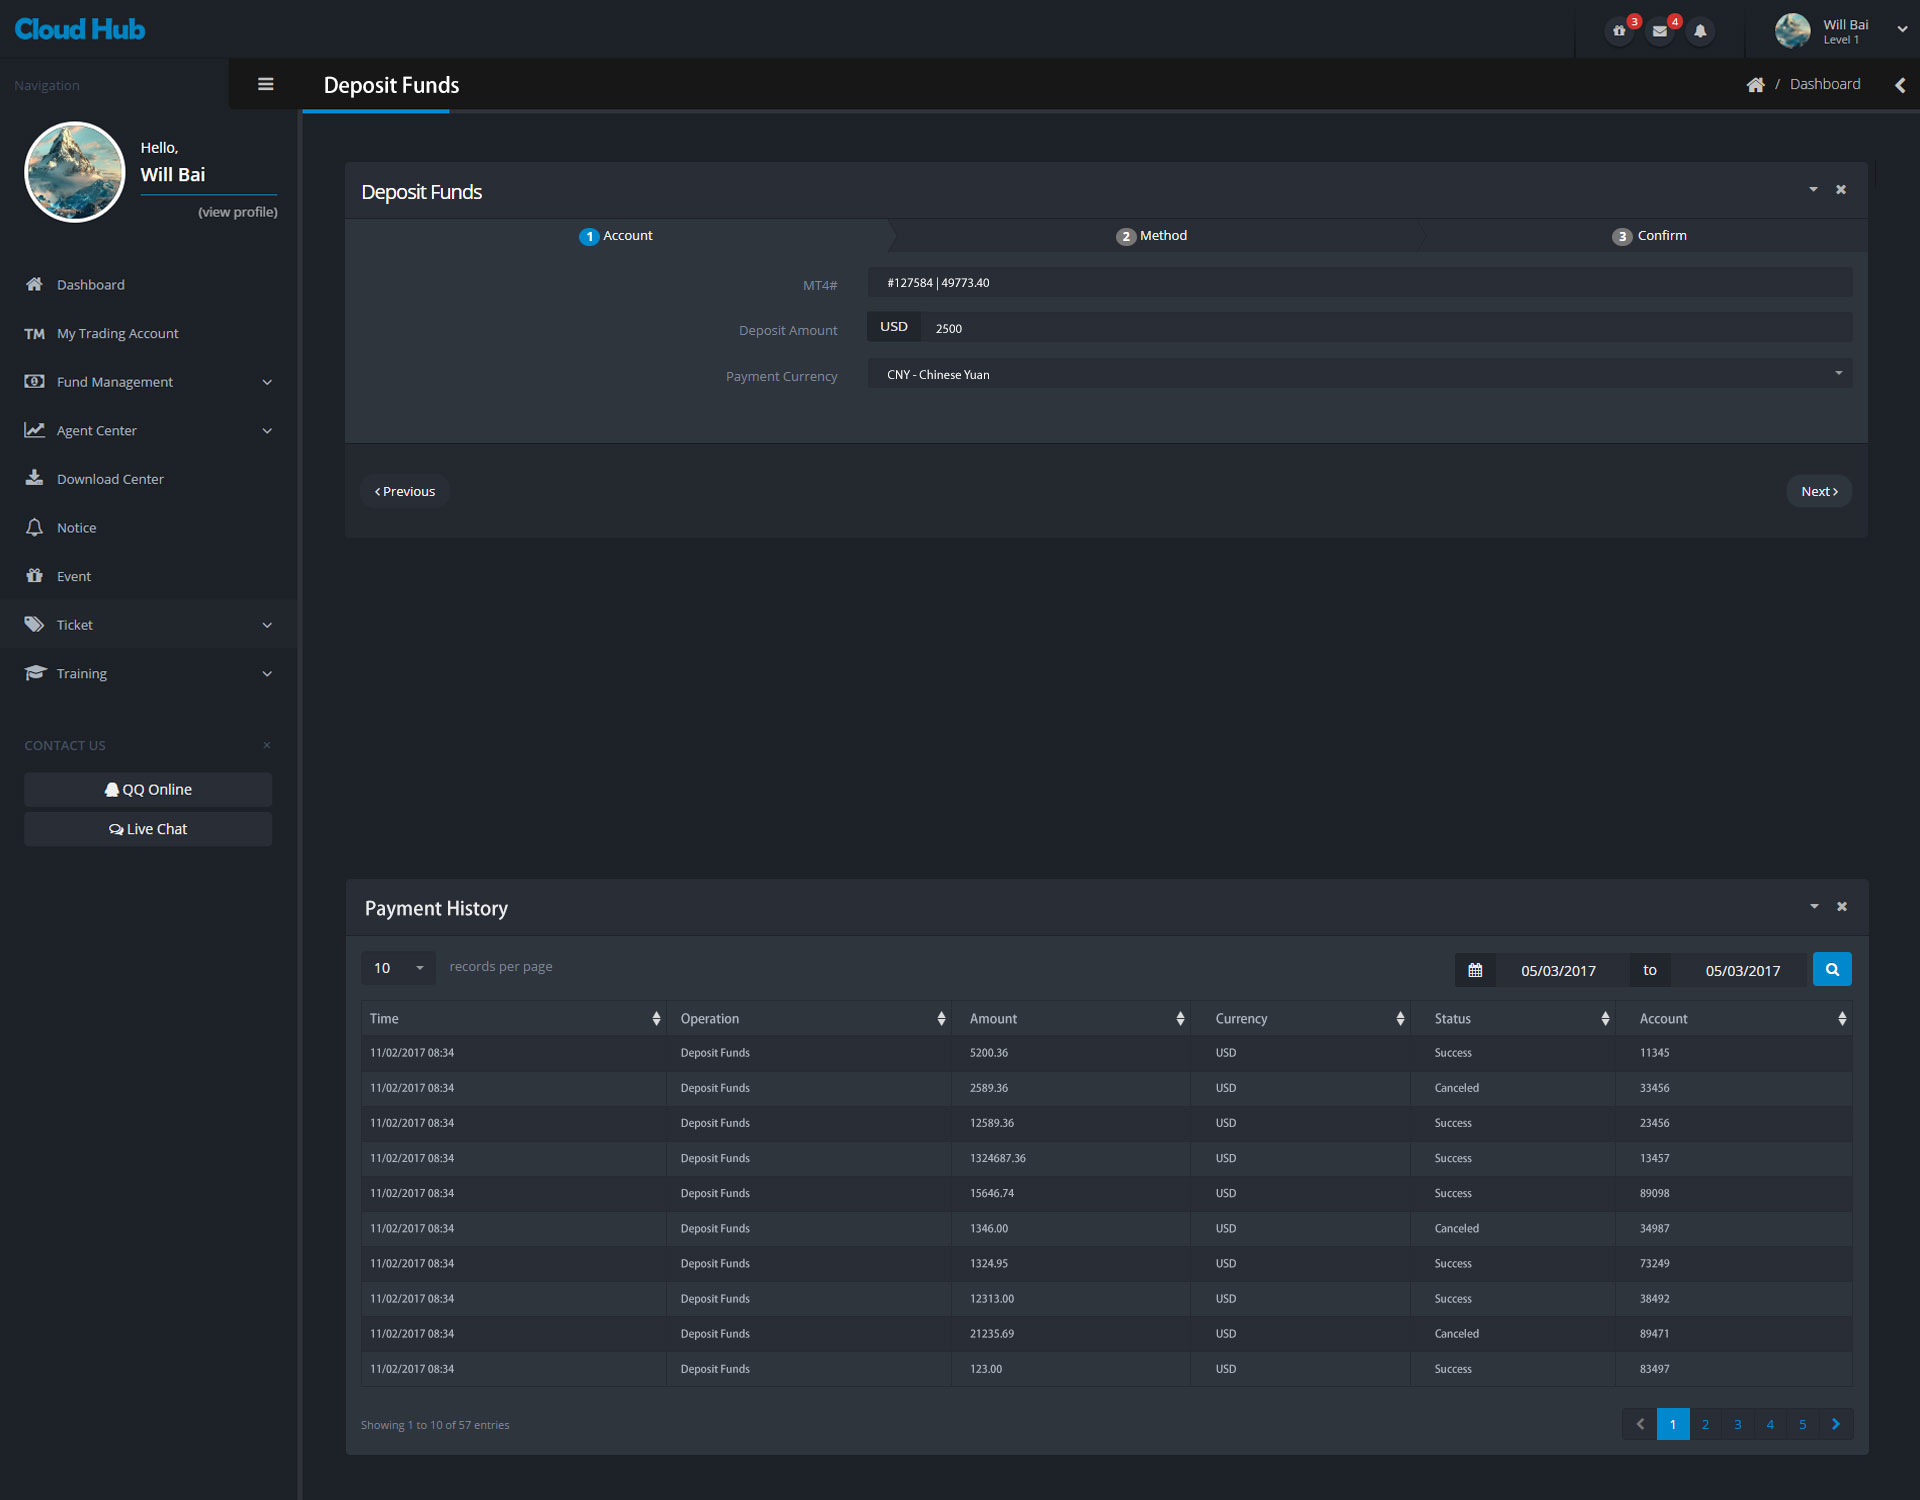 Cloud Hub
3
4
Will Bai
Level 1
Navigation
Deposit Funds
/ Dashboard
Hello,
Will Bai
(view profile)
Dashboard
TM My Trading Account
Fund Management
Agent Center
Download Center
Notice
Event
Ticket
Training
CONTACT US ×
QQ Online
Live Chat
Deposit Funds
1 Account
2 Method
3 Confirm
MT4# #127584 | 49773.40
Deposit Amount USD 2500
Payment Currency CNY - Chinese Yuan
‹ Previous
Next ›
Payment History
10 records per page
05/03/2017 to 05/03/2017
Time Operation Amount Currency Status Account
11/02/2017 08:34 Deposit Funds 5200.36 USD Success 11345
11/02/2017 08:34 Deposit Funds 2589.36 USD Canceled 33456
11/02/2017 08:34 Deposit Funds 12589.36 USD Success 23456
11/02/2017 08:34 Deposit Funds 1324687.36 USD Success 13457
11/02/2017 08:34 Deposit Funds 15646.74 USD Success 89098
11/02/2017 08:34 Deposit Funds 1346.00 USD Canceled 34987
11/02/2017 08:34 Deposit Funds 1324.95 USD Success 73249
11/02/2017 08:34 Deposit Funds 12313.00 USD Success 38492
11/02/2017 08:34 Deposit Funds 21235.69 USD Canceled 89471
11/02/2017 08:34 Deposit Funds 123.00 USD Success 83497
Showing 1 to 10 of 57 entries
1 2 3 4 5